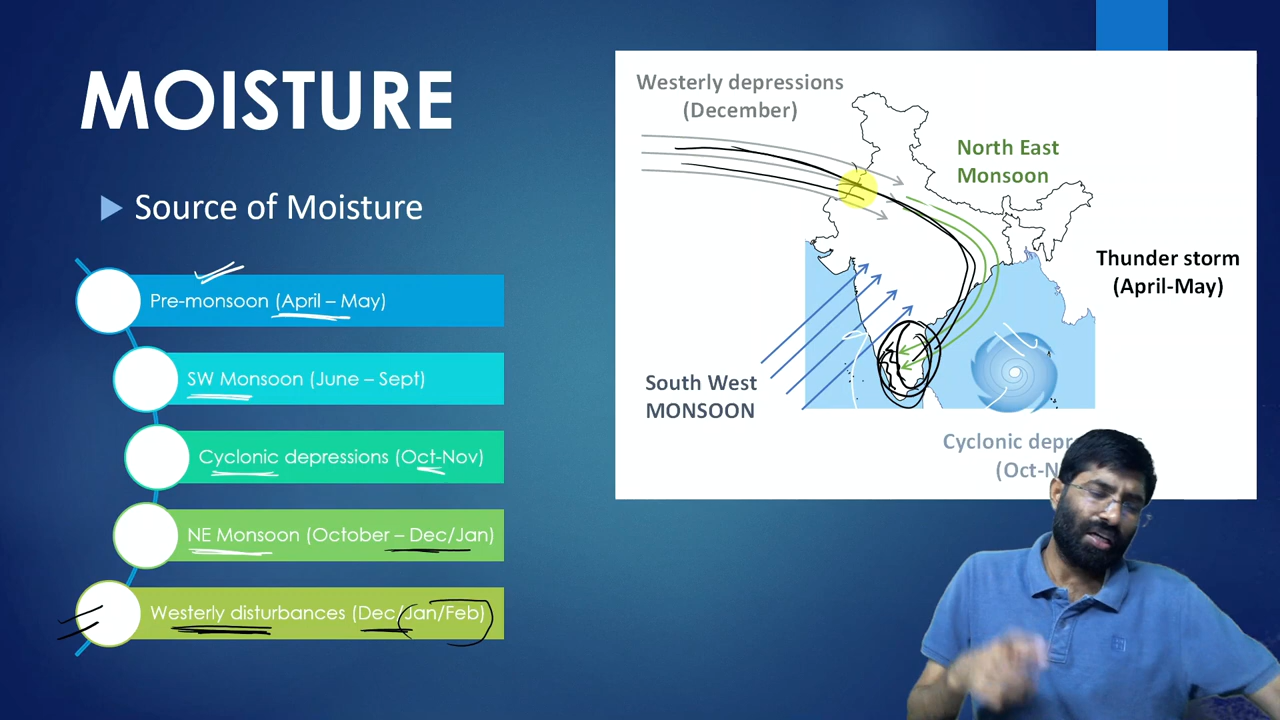 MOISTURE
Source of Moisture
Pre-monsoon (April – May)
SW Monsoon (June – Sept)
Cyclonic depressions (Oct-Nov)
NE Monsoon (October – Dec/Jan)
Westerly disturbances (Dec/Jan/Feb)
Westerly depressions
(December)
North East
Monsoon
Thunder storm
(April-May)
South West
MONSOON
Cyclonic
(Oct-N